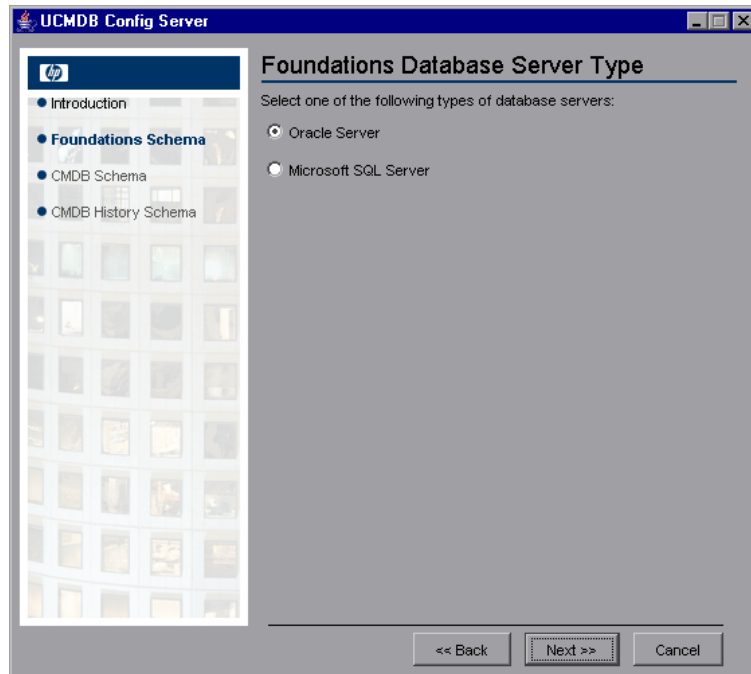 UCMDB Config Server
hp
Introduction
Foundations Schema
CMDB Schema
CMDB History Schema
Foundations Database Server Type
Select one of the following types of database servers:
Oracle Server
Microsoft SQL Server
<< Back
Next >>
Cancel